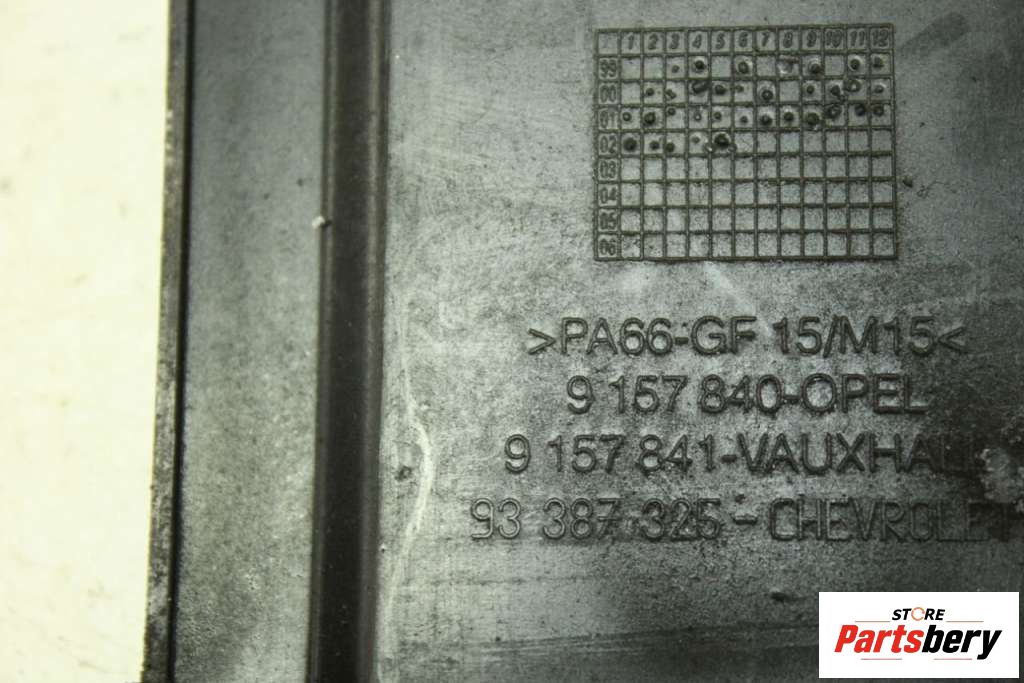 1 2 3 4 5 6 7 8 9 10 11 12
99
00
01
02
03
04
05
06
>PA66-GF 15/M15<
9 157 840-OPEL
9 157 841-VAUXHALL
93 387 325 - CHEVROLET
STORE
Partsbery